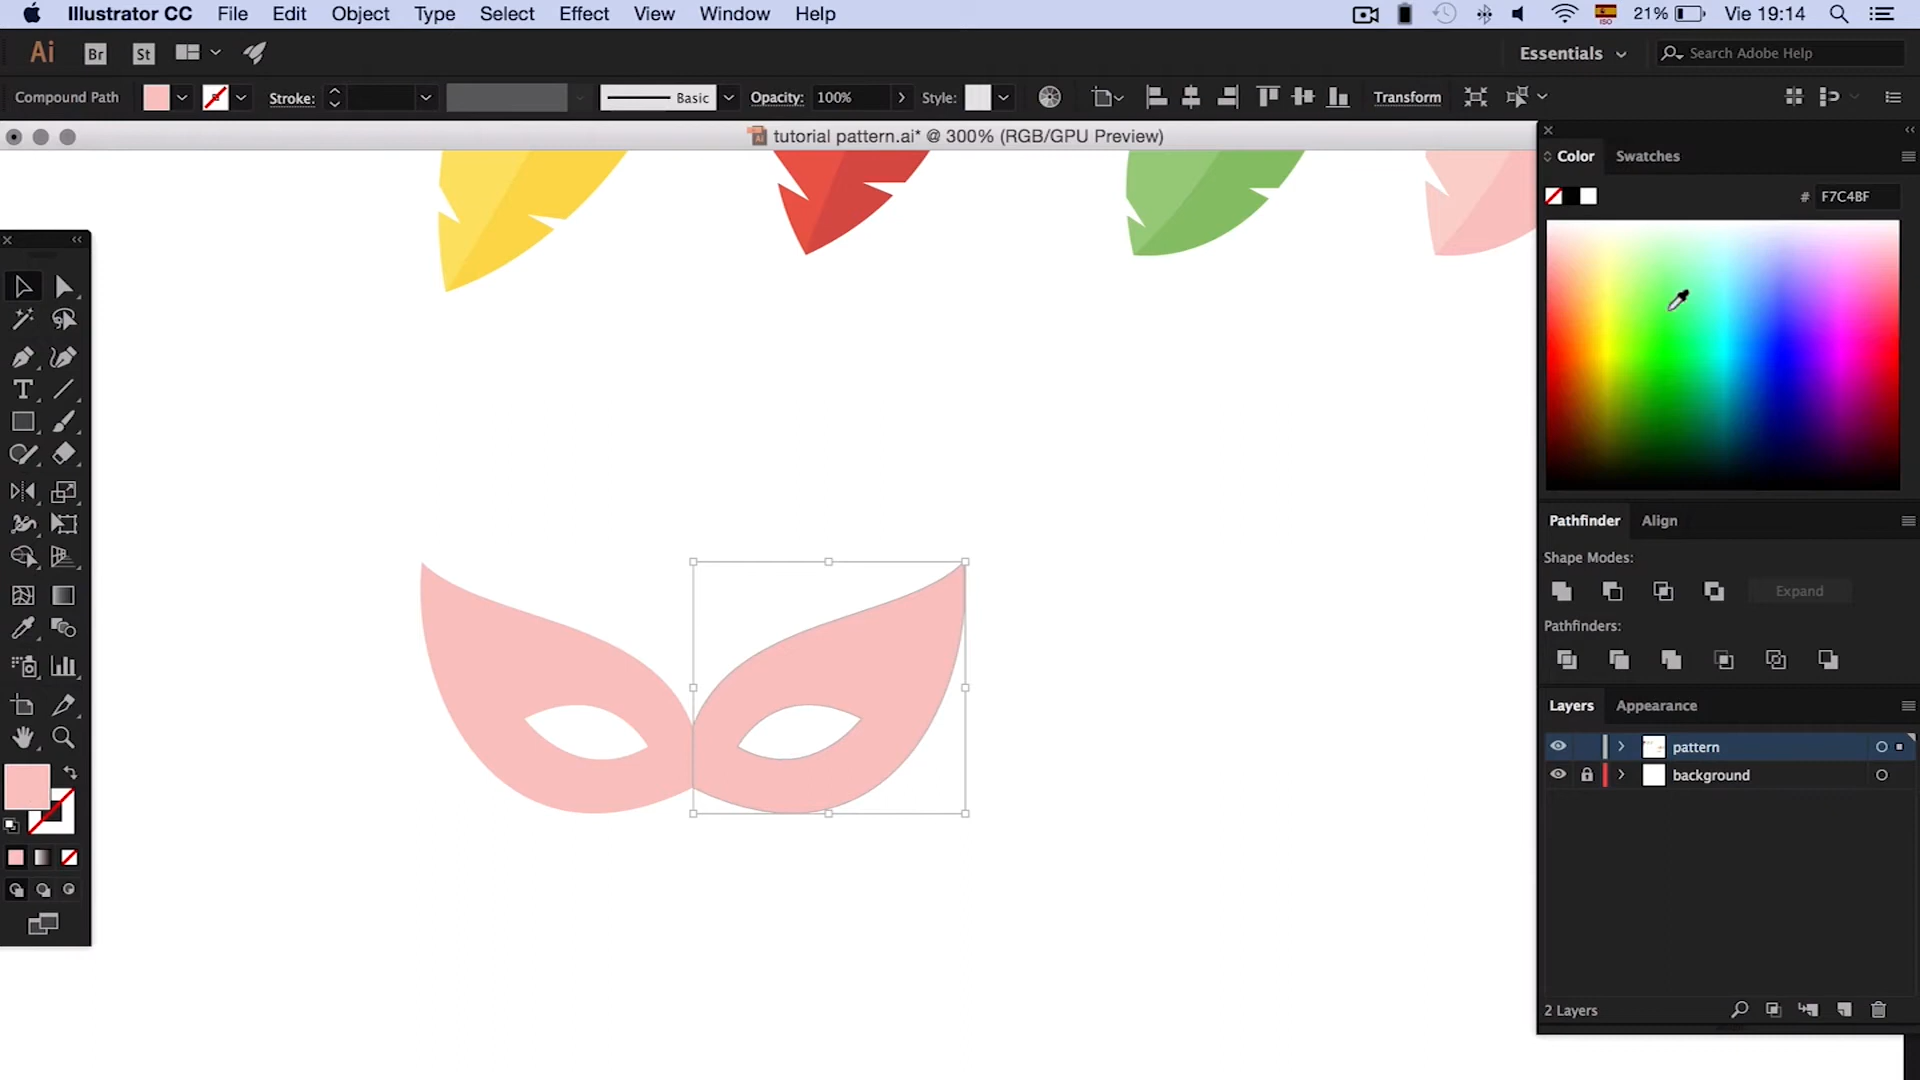 Illustrator CC File Edit Object Type Select Effect View Window Help 21% Vie 19:14
ISO
Ai Br St Essentials Search Adobe Help
Compound Path Stroke: Basic Opacity: 100% Style: Transform
tutorial pattern.ai* @ 300% (RGB/GPU Preview)
Color Swatches
# F7C4BF
Pathfinder Align
Shape Modes:
Expand
Pathfinders:
Layers Appearance
pattern
background
2 Layers